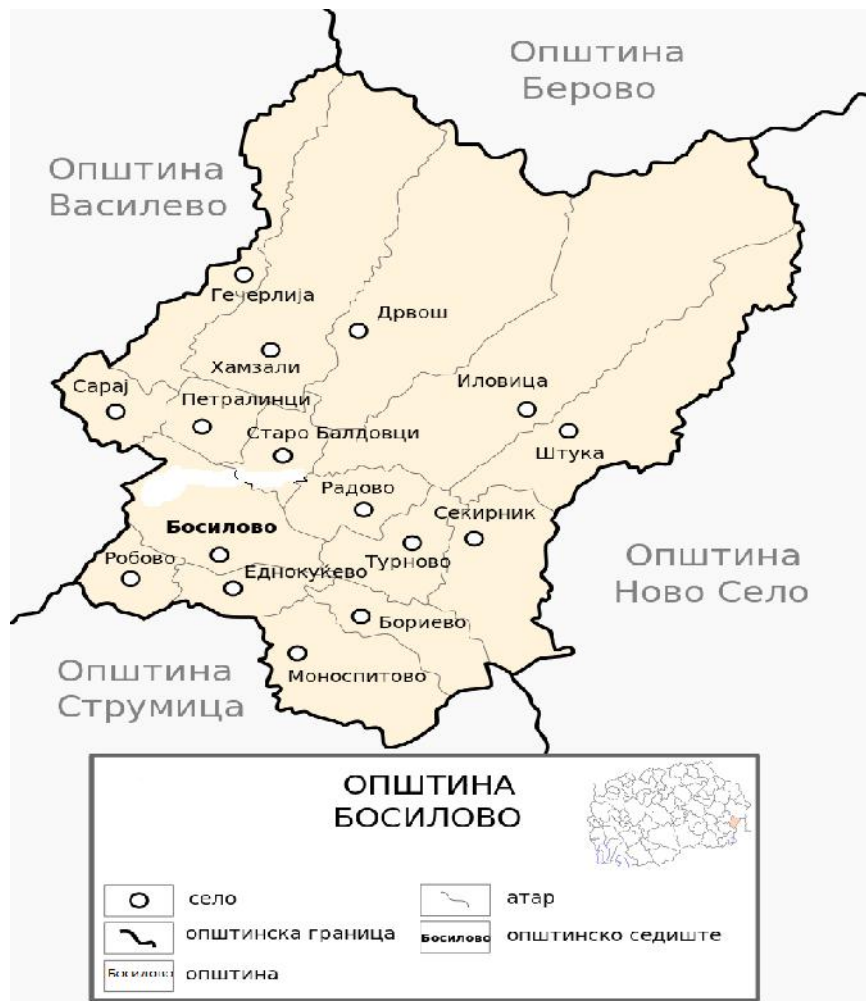 Општина
Берово
Општина
Василево
Гечерлија
Дрвош
Хамзали
Иловица
Сарај
Петралинци
Старо Балдовци
Штука
Радово
Секирник
Босилово
Турново
Робово
Еднокуќево
Општина
Ново Село
Бориево
Моноспитово
Општина
Струмица
ОПШТИНА
БОСИЛОВО
село
атар
општинска граница
Босилово
општинско седиште
Босилово
општина